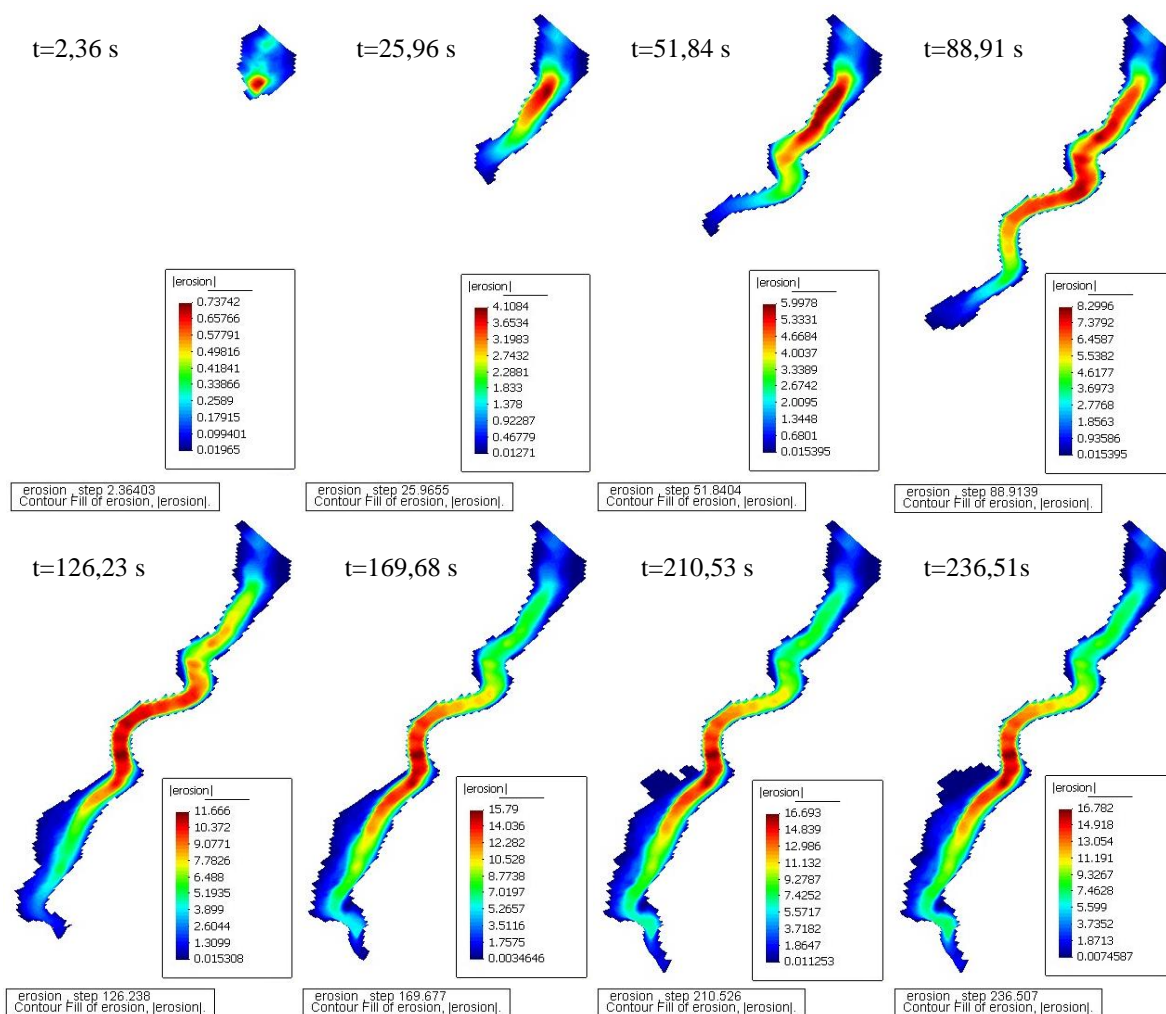 t=2,36 s
|erosion|
0.73742
0.65766
0.57791
0.49816
0.41841
0.33866
0.2589
0.17915
0.099401
0.01965
erosion , step 2.36403
Contour Fill of erosion, |erosion|.
t=25,96 s
|erosion|
4.1084
3.6534
3.1983
2.7432
2.2881
1.833
1.378
0.92287
0.46779
0.01271
erosion , step 25.9655
Contour Fill of erosion, |erosion|.
t=51,84 s
|erosion|
5.9978
5.3331
4.6684
4.0037
3.3389
2.6742
2.0095
1.3448
0.6801
0.015395
erosion , step 51.8404
Contour Fill of erosion, |erosion|.
t=88,91 s
|erosion|
8.2996
7.3792
6.4587
5.5382
4.6177
3.6973
2.7768
1.8563
0.93586
0.015395
erosion , step 88.9139
Contour Fill of erosion, |erosion|.
t=126,23 s
|erosion|
11.666
10.372
9.0771
7.7826
6.488
5.1935
3.899
2.6044
1.3099
0.015308
erosion , step 126.238
Contour Fill of erosion, |erosion|.
t=169,68 s
|erosion|
15.79
14.036
12.282
10.528
8.7738
7.0197
5.2657
3.5116
1.7575
0.0034646
erosion , step 169.677
Contour Fill of erosion, |erosion|.
t=210,53 s
|erosion|
16.693
14.839
12.986
11.132
9.2787
7.4252
5.5717
3.7182
1.8647
0.011253
erosion , step 210.526
Contour Fill of erosion, |erosion|.
t=236,51s
|erosion|
16.782
14.918
13.054
11.191
9.3267
7.4628
5.599
3.7352
1.8713
0.0074587
erosion , step 236.507
Contour Fill of erosion, |erosion|.